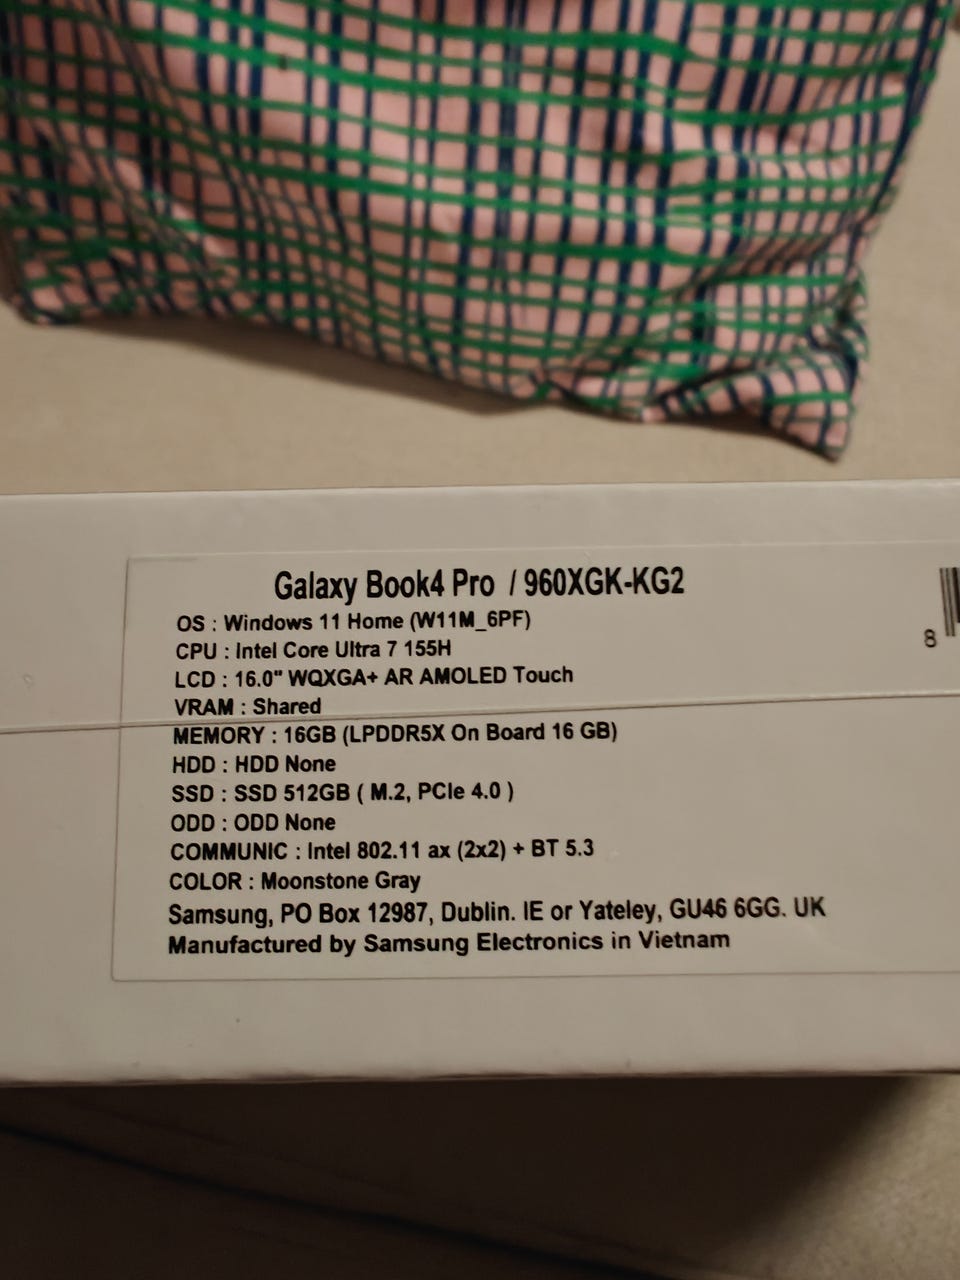 Galaxy Book4 Pro / 960XGK-KG2
OS : Windows 11 Home (W11M_6PF)
CPU : Intel Core Ultra 7 155H
LCD : 16.0" WQXGA+ AR AMOLED Touch
VRAM : Shared
MEMORY : 16GB (LPDDR5X On Board 16 GB)
HDD : HDD None
SSD : SSD 512GB ( M.2, PCIe 4.0 )
ODD : ODD None
COMMUNIC : Intel 802.11 ax (2x2) + BT 5.3
COLOR : Moonstone Gray
Samsung, PO Box 12987, Dublin. IE or Yateley, GU46 6GG. UK
Manufactured by Samsung Electronics in Vietnam
8